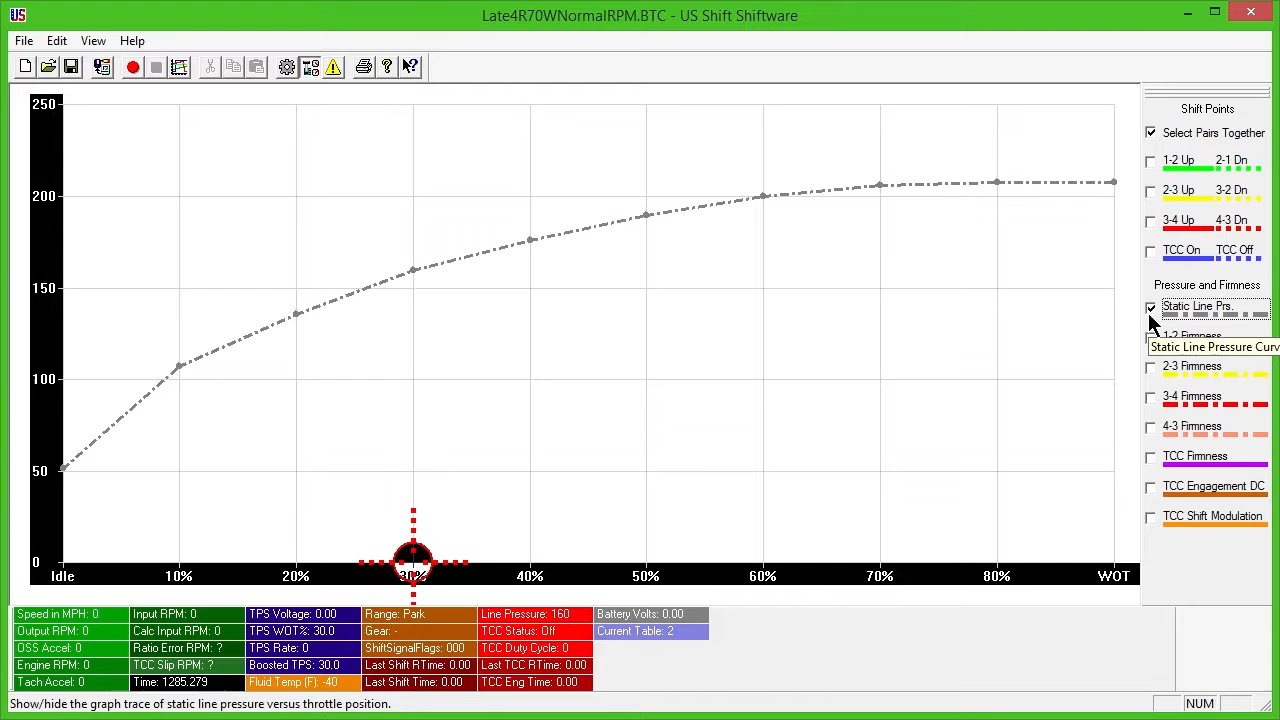 US
Late4R70WNormalRPM.BTC - US Shift Shiftware
File Edit View Help
250
200
150
100
50
0
Idle 10% 20% 30% 40% 50% 60% 70% 80% WOT
Shift Points
Select Pairs Together
1-2 Up 2-1 Dn
2-3 Up 3-2 Dn
3-4 Up 4-3 Dn
TCC On TCC Off
Pressure and Firmness
Static Line Prs.
1-2 Firmness
Static Line Pressure Curv
2-3 Firmness
3-4 Firmness
4-3 Firmness
TCC Firmness
TCC Engagement DC
TCC Shift Modulation
Speed in MPH: 0 Input RPM: 0 TPS Voltage: 0.00 Range: Park Line Pressure: 160 Battery Volts: 0.00
Output RPM: 0 Calc Input RPM: 0 TPS WOT%: 30.0 Gear: - TCC Status: Off Current Table: 2
OSS Accel: 0 Ratio Error RPM: ? TPS Rate: 0 ShiftSignalFlags: 000 TCC Duty Cycle: 0
Engine RPM: 0 TCC Slip RPM: ? Boosted TPS: 30.0 Last Shift RTime: 0.00 Last TCC RTime: 0.00
Tach Accel: 0 Time: 1285.279 Fluid Temp (F): -40 Last Shift Time: 0.00 TCC Eng Time: 0.00
Show/hide the graph trace of static line pressure versus throttle position.
NUM